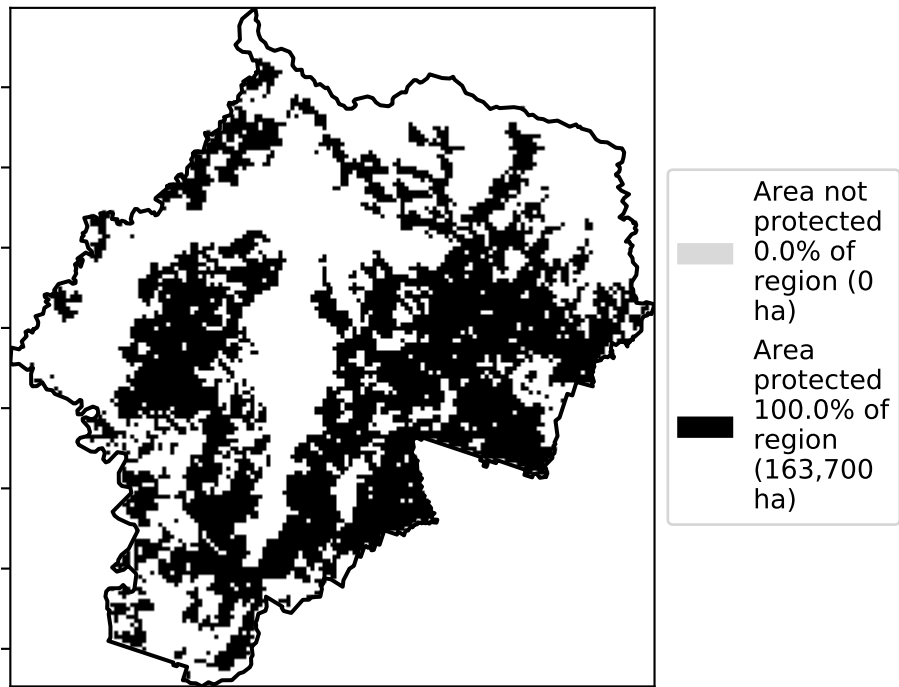 Area not
protected
0.0% of
region (0
ha)
Area
protected
100.0% of
region
(163,700
ha)